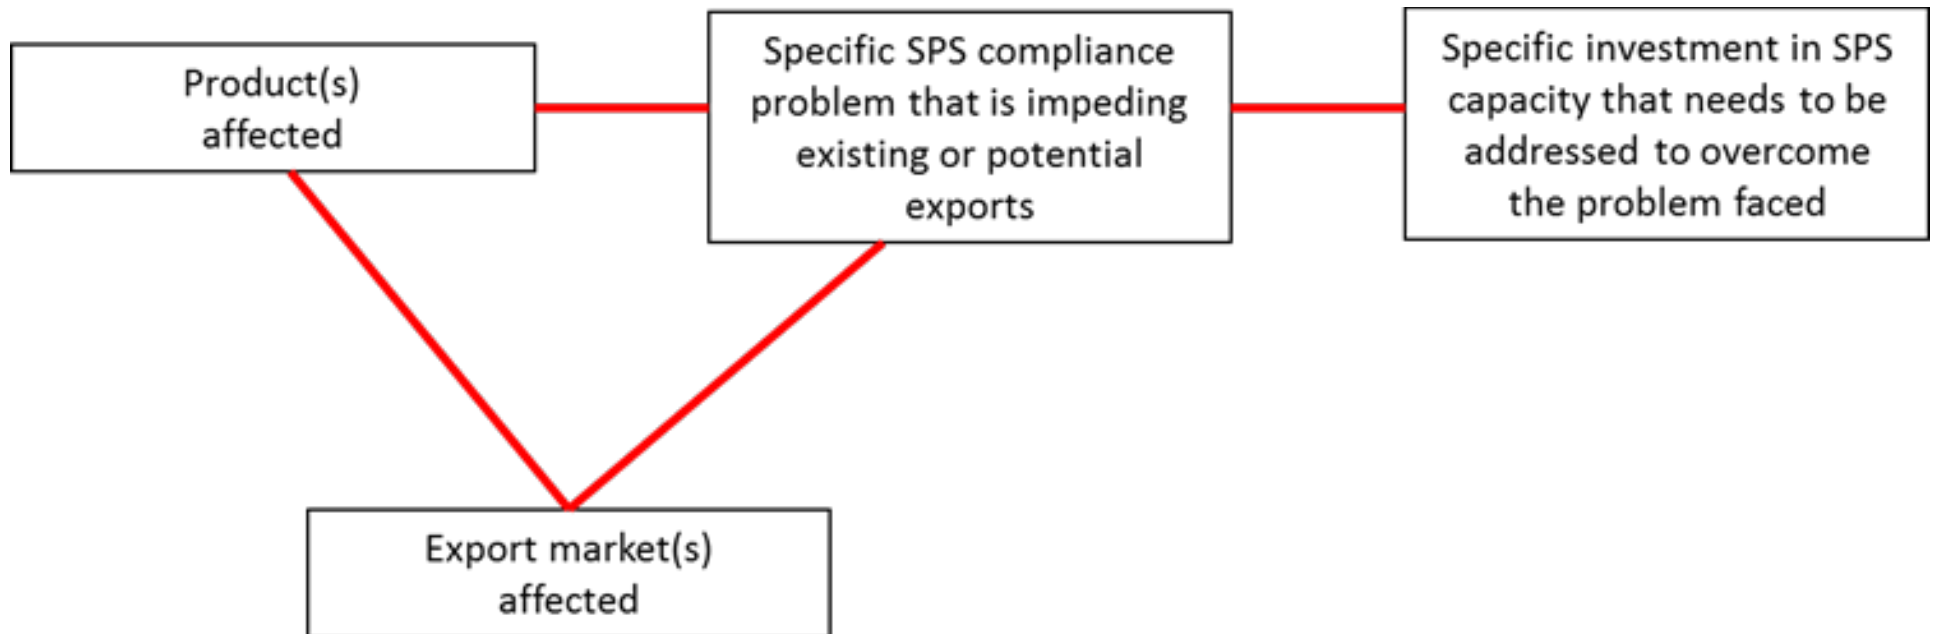 Product(s)
affected
Specific SPS compliance
problem that is impeding
existing or potential
exports
Specific investment in SPS
capacity that needs to be
addressed to overcome
the problem faced
Export market(s)
affected